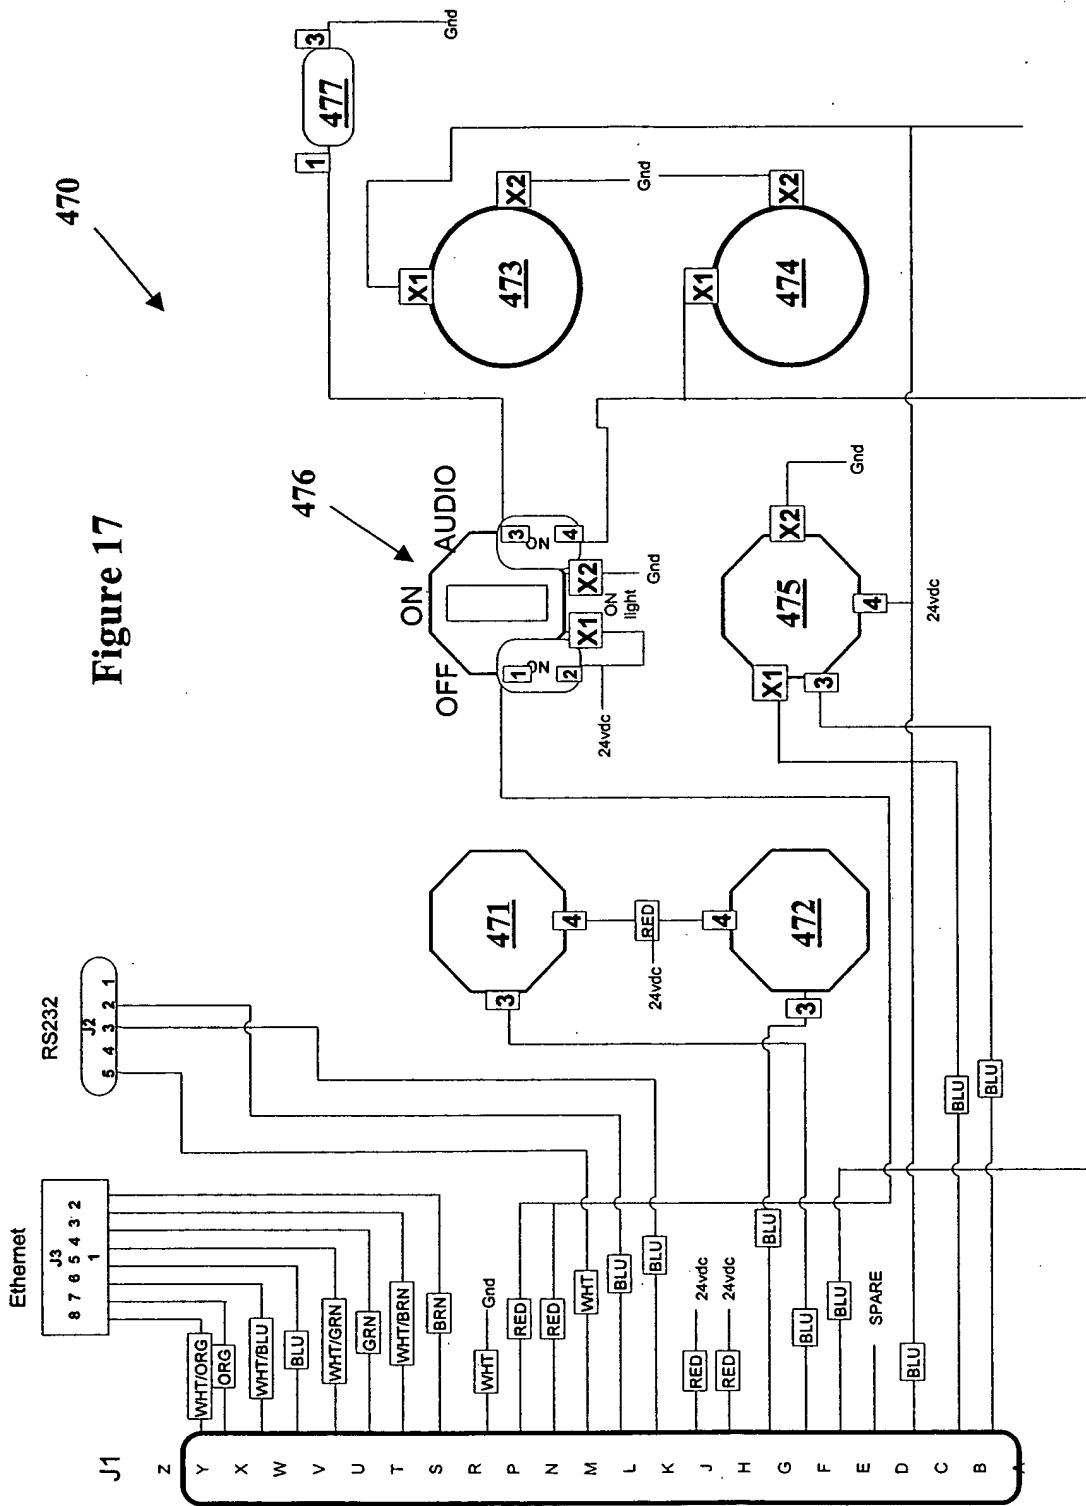 Figure 17
470
Ethernet
J3
8 7 6 5 4 3 2
1
RS232
J2
5 4 3 2 1
477
1
3
Gnd
476
OFF
ON
AUDIO
1
ON
2
3
ON
4
X1
X2
ON
light
Gnd
24vdc
473
X1
X2
Gnd
474
X1
X2
475
X1
X2
3
4
Gnd
24vdc
471
3
4
RED
24vdc
472
3
4
J1
Z
Y WHT/ORG
ORG
X WHT/BLU
W BLU
V WHT/GRN
U GRN
T WHT/BRN
S BRN
R WHT Gnd
P RED
N RED
M WHT
L BLU
K BLU
J RED 24vdc
H RED 24vdc
G BLU
BLU
F BLU
E SPARE
D BLU
C BLU
B BLU
A